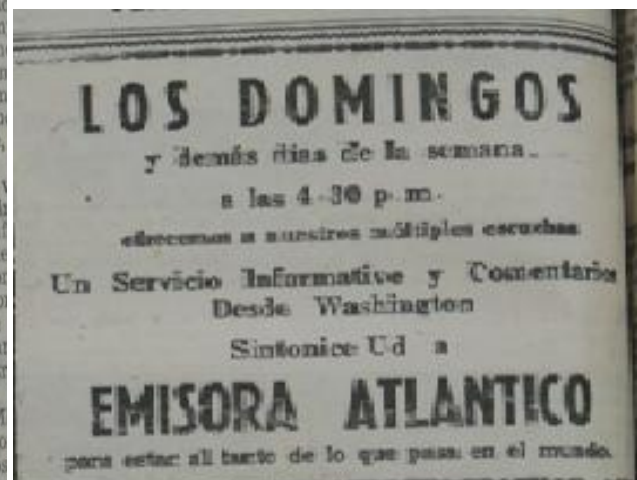 LOS DOMINGOS
y demás dias de la semana.
a las 4-30 p. m.
ofrecemos a nuestros múltiples escuchas
Un Servicio Informativo y Comentarios
Desde Washington
Sintonice Ud a
EMISORA ATLANTICO
para estar al tanto de lo que pasa en el mundo.